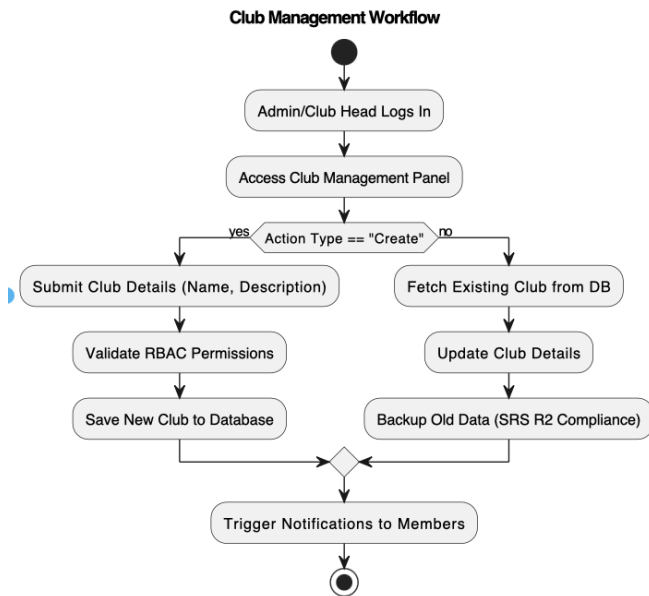 Club Management Workflow
Admin/Club Head Logs In
Access Club Management Panel
yes
Action Type == "Create"
no
Submit Club Details (Name, Description)
Fetch Existing Club from DB
Validate RBAC Permissions
Update Club Details
Save New Club to Database
Backup Old Data (SRS R2 Compliance)
Trigger Notifications to Members